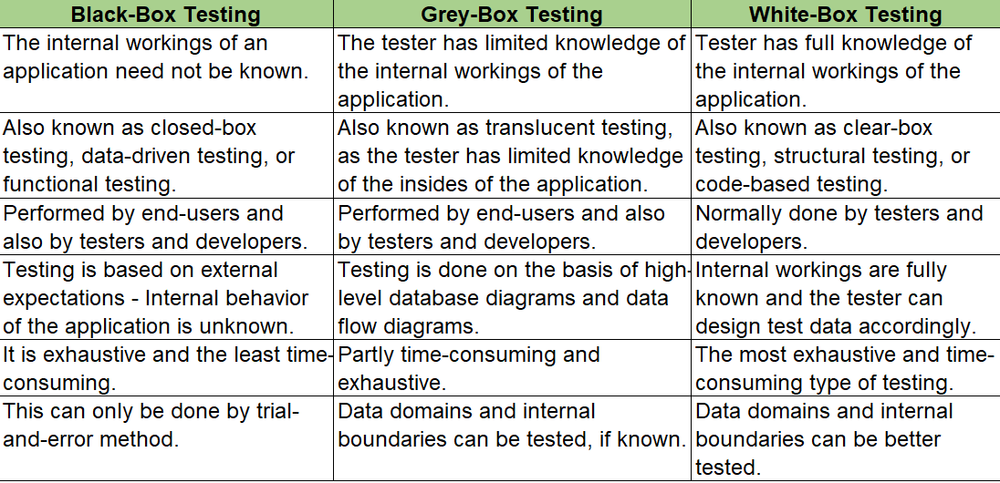 Black-Box Testing
Grey-Box Testing
White-Box Testing
The internal workings of an
application need not be known.
The tester has limited knowledge of
the internal workings of the
application.
Tester has full knowledge of
the internal workings of the
application.
Also known as closed-box
testing, data-driven testing, or
functional testing.
Also known as translucent testing,
as the tester has limited knowledge
of the insides of the application.
Also known as clear-box
testing, structural testing, or
code-based testing.
Performed by end-users and
also by testers and developers.
Performed by end-users and also
by testers and developers.
Normally done by testers and
developers.
Testing is based on external
expectations - Internal behavior
of the application is unknown.
Testing is done on the basis of high-
level database diagrams and data
flow diagrams.
Internal workings are fully
known and the tester can
design test data accordingly.
It is exhaustive and the least time-
consuming.
Partly time-consuming and
exhaustive.
The most exhaustive and time-
consuming type of testing.
This can only be done by trial-
and-error method.
Data domains and internal
boundaries can be tested, if known.
Data domains and internal
boundaries can be better
tested.